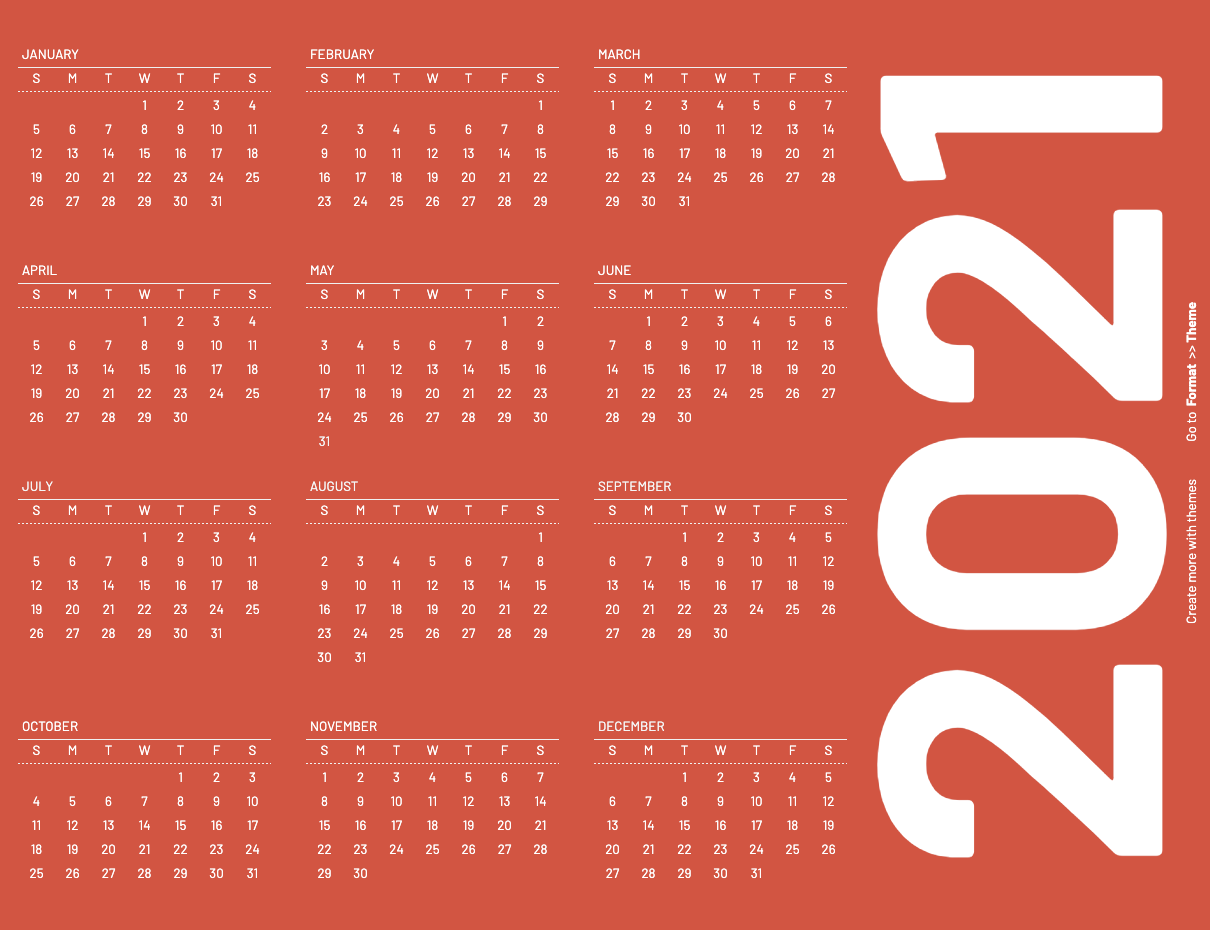 JANUARY
S M T W T F S
1 2 3 4
5 6 7 8 9 10 11
12 13 14 15 16 17 18
19 20 21 22 23 24 25
26 27 28 29 30 31
FEBRUARY
S M T W T F S
1
2 3 4 5 6 7 8
9 10 11 12 13 14 15
16 17 18 19 20 21 22
23 24 25 26 27 28 29
MARCH
S M T W T F S
1 2 3 4 5 6 7
8 9 10 11 12 13 14
15 16 17 18 19 20 21
22 23 24 25 26 27 28
29 30 31
APRIL
S M T W T F S
1 2 3 4
5 6 7 8 9 10 11
12 13 14 15 16 17 18
19 20 21 22 23 24 25
26 27 28 29 30
MAY
S M T W T F S
1 2
3 4 5 6 7 8 9
10 11 12 13 14 15 16
17 18 19 20 21 22 23
24 25 26 27 28 29 30
31
JUNE
S M T W T F S
1 2 3 4 5 6
7 8 9 10 11 12 13
14 15 16 17 18 19 20
21 22 23 24 25 26 27
28 29 30
JULY
S M T W T F S
1 2 3 4
5 6 7 8 9 10 11
12 13 14 15 16 17 18
19 20 21 22 23 24 25
26 27 28 29 30 31
AUGUST
S M T W T F S
1
2 3 4 5 6 7 8
9 10 11 12 13 14 15
16 17 18 19 20 21 22
23 24 25 26 27 28 29
30 31
SEPTEMBER
S M T W T F S
1 2 3 4 5
6 7 8 9 10 11 12
13 14 15 16 17 18 19
20 21 22 23 24 25 26
27 28 29 30
OCTOBER
S M T W T F S
1 2 3
4 5 6 7 8 9 10
11 12 13 14 15 16 17
18 19 20 21 22 23 24
25 26 27 28 29 30 31
NOVEMBER
S M T W T F S
1 2 3 4 5 6 7
8 9 10 11 12 13 14
15 16 17 18 19 20 21
22 23 24 25 26 27 28
29 30
DECEMBER
S M T W T F S
1 2 3 4 5
6 7 8 9 10 11 12
13 14 15 16 17 18 19
20 21 22 23 24 25 26
27 28 29 30 31
2021
Create more with themes Go to Format >> Theme